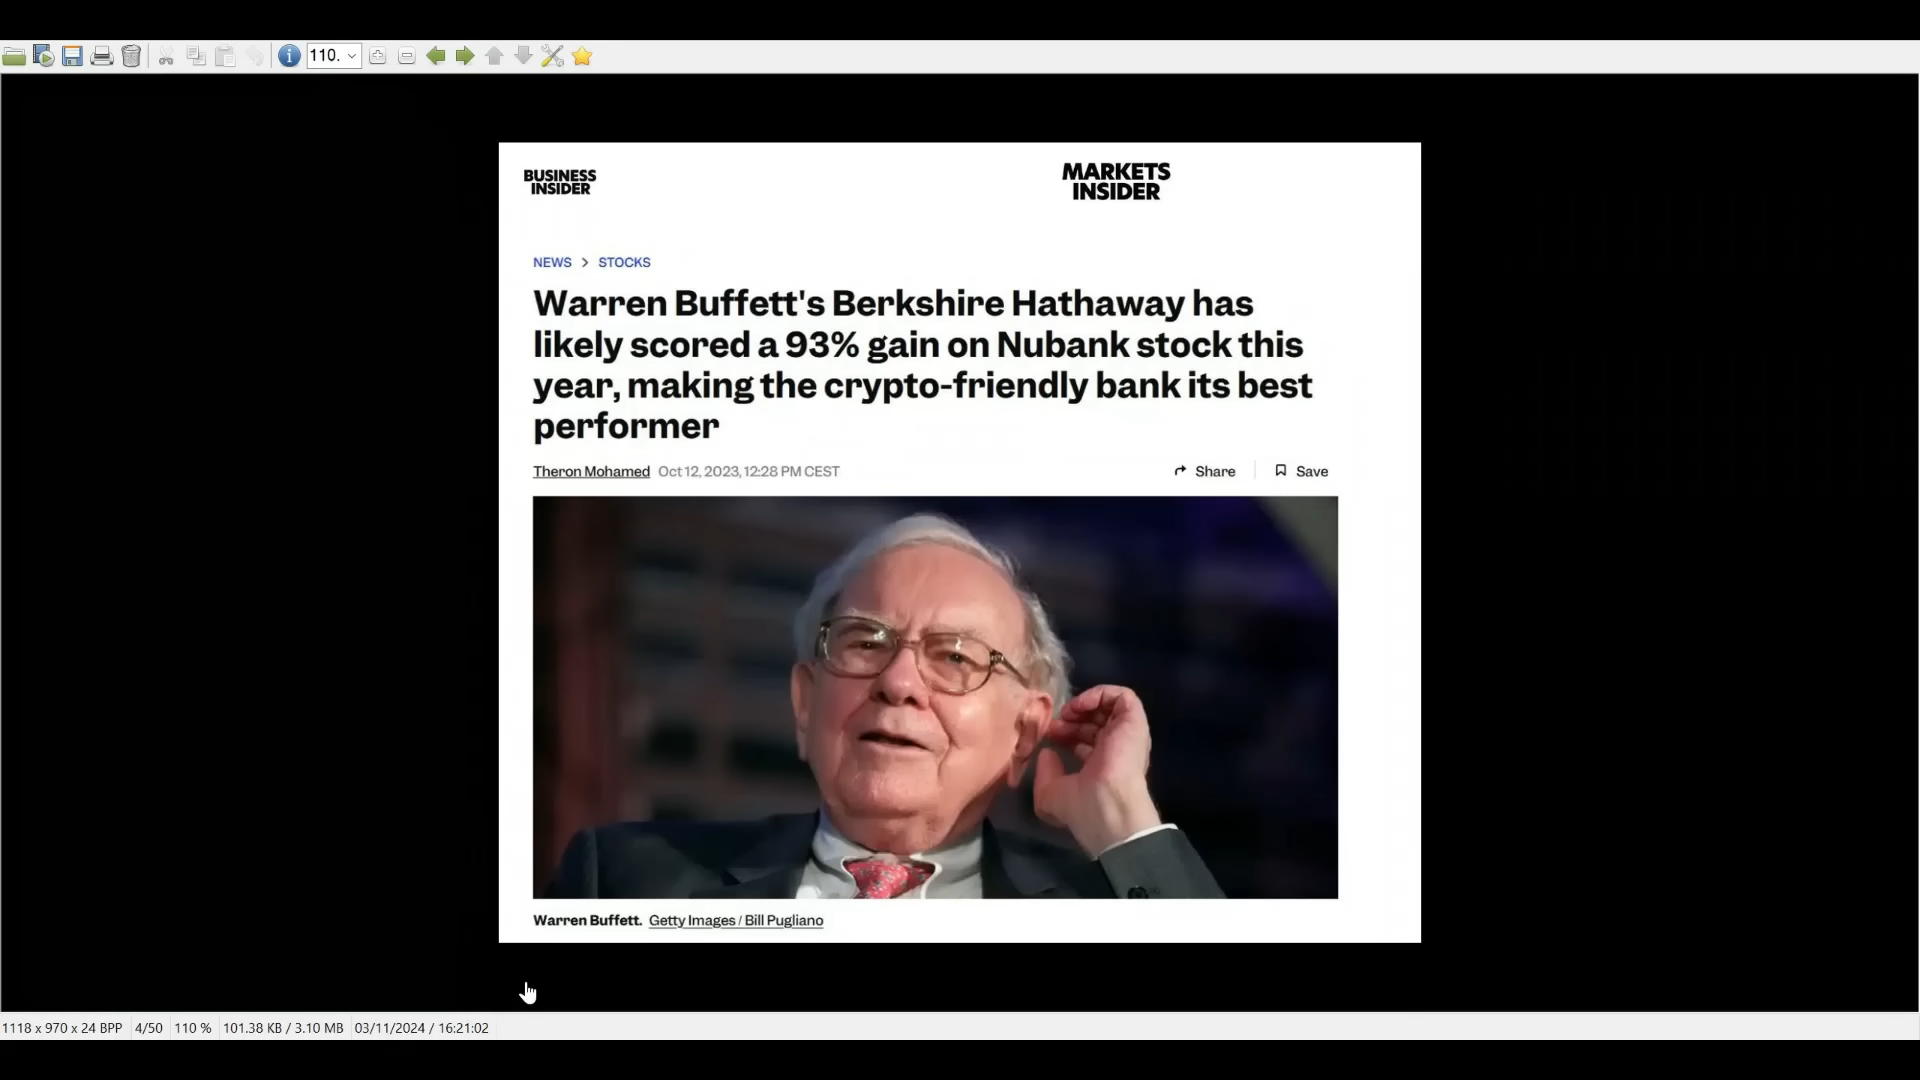 110.
BUSINESS
INSIDER
MARKETS
INSIDER
NEWS > STOCKS
Warren Buffett's Berkshire Hathaway has
likely scored a 93% gain on Nubank stock this
year, making the crypto-friendly bank its best
performer
Theron Mohamed Oct 12, 2023, 12:28 PM CEST
Share
Save
Warren Buffett. Getty Images / Bill Pugliano
1118 x 970 x 24 BPP 4/50 110 % 101.38 KB / 3.10 MB 03/11/2024 / 16:21:02